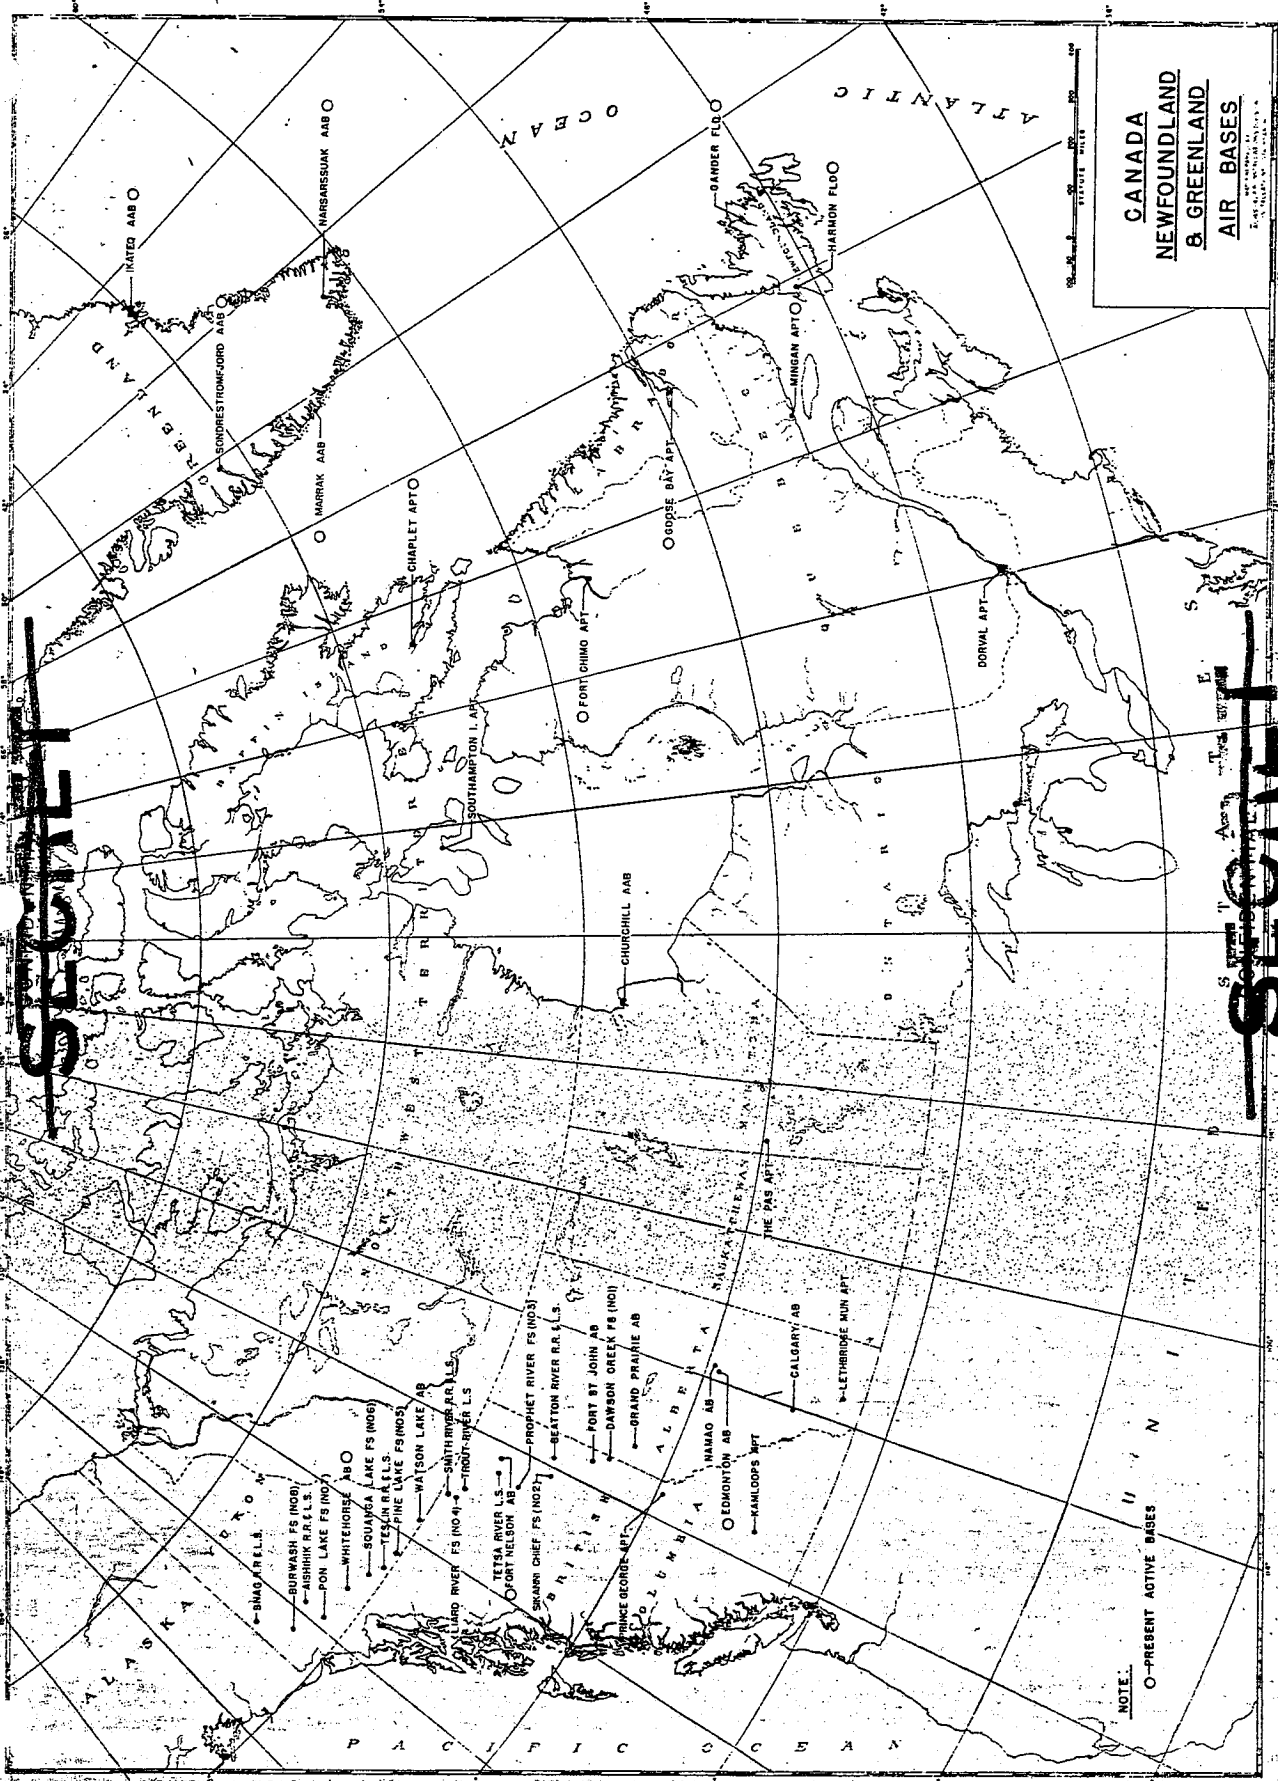 SECRET
CANADA
NEWFOUNDLAND
& GREENLAND
AIR BASES
STATUTE MILES
ATLANTIC
OCEAN
IKATEQ AAB
NARSARSSUAK AAB
SONDRESTROMFJORD AAB
MARRAK AAB
CHAPLET APT
GANDER FLD
HARMON FLD
MINGAN APT
GOOSE BAY APT
FORT CHIMO APT
SOUTHAMPTON I. APT
DORVAL APT
CHURCHILL AAB
THE PAS APT
BAFFIN ISLAND
LABRADOR
QUEBEC
ONTARIO
MANITOBA
SASKATCHEWAN
ALBERTA
BRITISH
COLUMBIA
NORTHWEST TERR
ALASKA
PACIFIC OCEAN
UNITED
STATES
SNAG R.R. & L.S.
BURWASH FS (NO8)
AISHIHIK R.R. & L.S.
PON LAKE FS (NO7)
WHITEHORSE AB
SQUANGA LAKE FS (NO6)
TESLIN R.R. & L.S.
PINE LAKE FS (NO5)
WATSON LAKE AB
SMITH RIVER R.R. & L.S.
LIARD RIVER FS (NO4)
TROUT RIVER L.S
TETSA RIVER L.S.
FORT NELSON AB
PROPHET RIVER FS (NO3)
SIKANNI CHIEF FS (NO2)
BEATTON RIVER R.R. & L.S.
FORT ST JOHN AB
DAWSON CREEK FS (NO1)
GRAND PRAIRIE AB
PRINCE GEORGE APT
NAMAO AB
EDMONTON AB
KAMLOOPS APT
CALGARY AB
LETHBRIDGE MUN APT
NOTE:
O-PRESENT ACTIVE BASES
SECRET